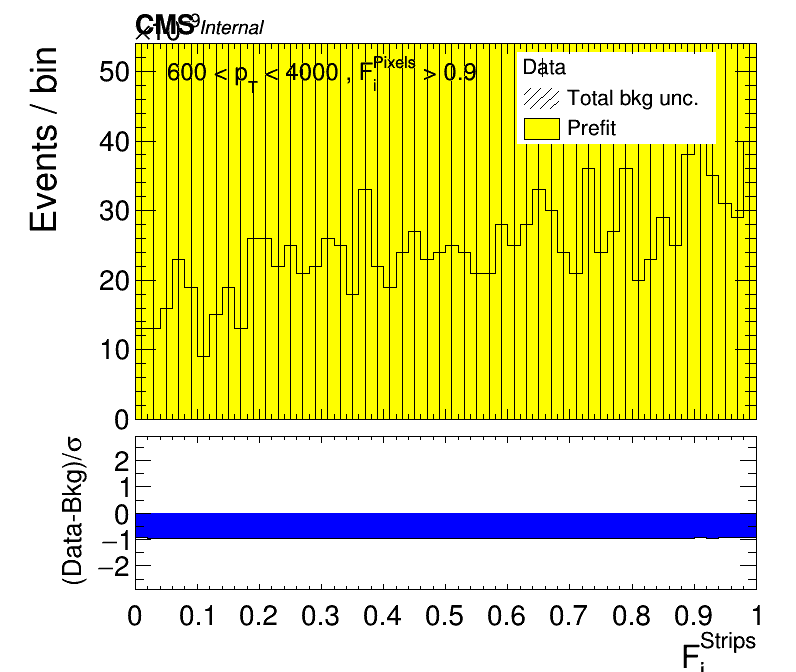 CMS Internal
×10⁻⁹
600 < p_T < 4000 , F_i^Pixels > 0.9
Data
Total bkg unc.
Prefit
Events / bin
50
40
30
20
10
0
(Data-Bkg)/σ
2
1
0
−1
−2
0 0.1 0.2 0.3 0.4 0.5 0.6 0.7 0.8 0.9 1
F_i^Strips